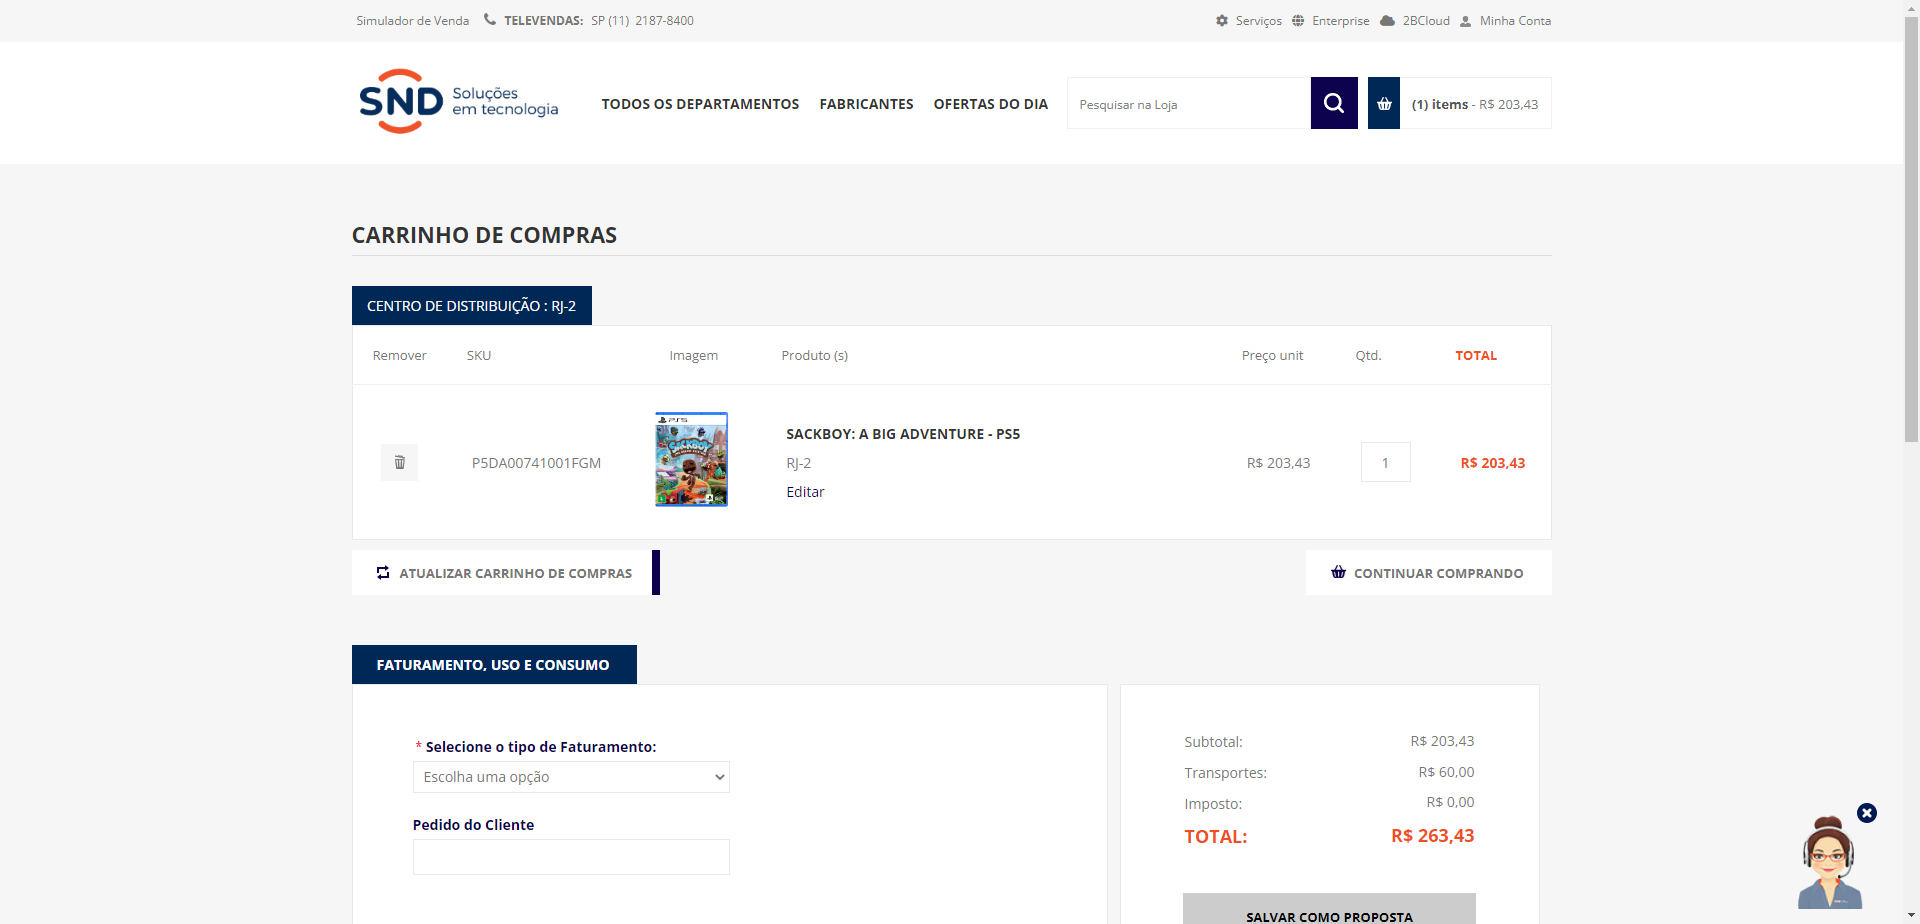 Simulador de Venda
TELEVENDAS: SP (11) 2187-8400
Serviços
Enterprise
2BCloud
Minha Conta
SND Soluções
em tecnologia
TODOS OS DEPARTAMENTOS
FABRICANTES
OFERTAS DO DIA
Pesquisar na Loja
(1) items - R$ 203,43
CARRINHO DE COMPRAS
CENTRO DE DISTRIBUIÇÃO : RJ-2
Remover SKU Imagem Produto (s) Preço unit Qtd. TOTAL
PS5
SACKBOY
SACKBOY: A BIG ADVENTURE - PS5
P5DA00741001FGM RJ-2 R$ 203,43 1 R$ 203,43
Editar
ATUALIZAR CARRINHO DE COMPRAS
CONTINUAR COMPRANDO
FATURAMENTO, USO E CONSUMO
* Selecione o tipo de Faturamento:
Escolha uma opção
Pedido do Cliente
Subtotal: R$ 203,43
Transportes: R$ 60,00
Imposto: R$ 0,00
TOTAL: R$ 263,43
SALVAR COMO PROPOSTA